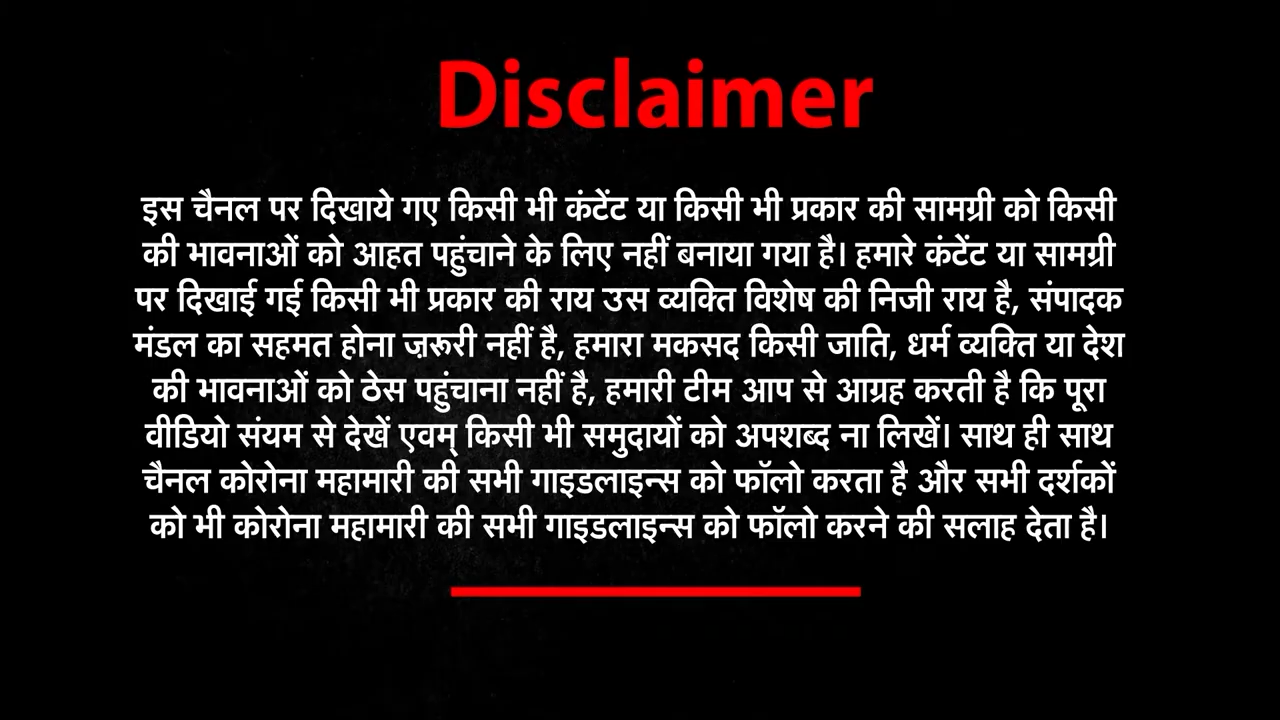 Disclaimer
इस चैनल पर दिखाये गए किसी भी कंटेंट या किसी भी प्रकार की सामग्री को किसी
की भावनाओं को आहत पहुंचाने के लिए नहीं बनाया गया है। हमारे कंटेंट या सामग्री
पर दिखाई गई किसी भी प्रकार की राय उस व्यक्ति विशेष की निजी राय है, संपादक
मंडल का सहमत होना ज़रूरी नहीं है, हमारा मकसद किसी जाति, धर्म व्यक्ति या देश
की भावनाओं को ठेस पहुंचाना नहीं है, हमारी टीम आप से आग्रह करती है कि पूरा
वीडियो संयम से देखें एवम् किसी भी समुदायों को अपशब्द ना लिखें। साथ ही साथ
चैनल कोरोना महामारी की सभी गाइडलाइन्स को फॉलो करता है और सभी दर्शकों
को भी कोरोना महामारी की सभी गाइडलाइन्स को फॉलो करने की सलाह देता है।